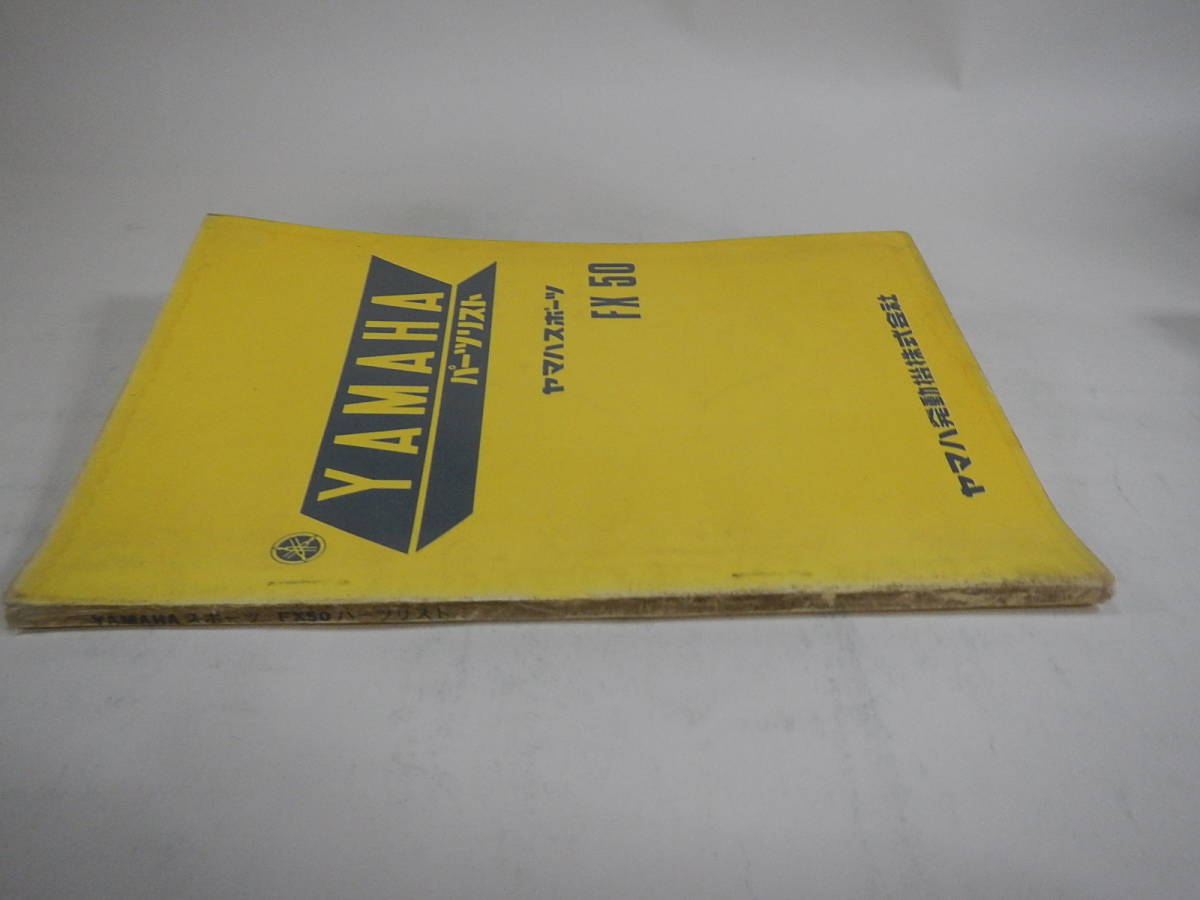 YAMAHA
パーツリスト
ヤマハスポーツ
FX 50
ヤマハ発動機株式会社
YAMAHA スポーツ FX50 パーツリスト